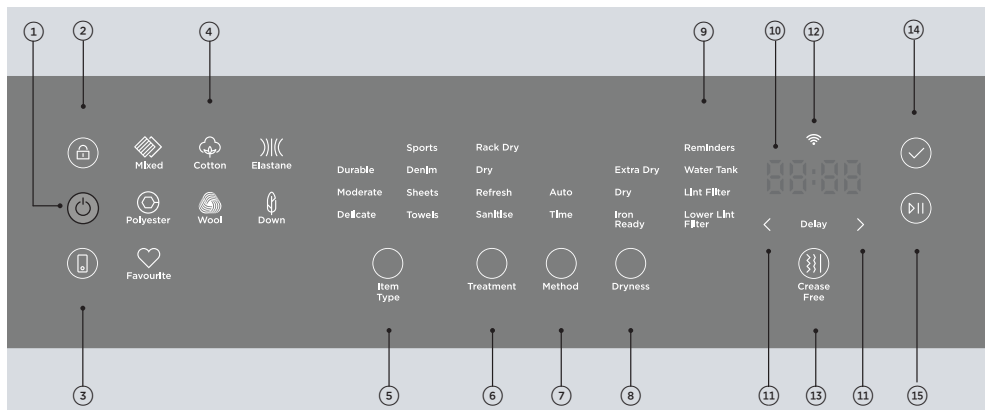 1
2
4
9
10
12
14
Mixed
Cotton
Elastane
Polyester
Wool
Down
Favourite
Durable
Moderate
Delicate
Sports
Denim
Sheets
Towels
Item
Type
Rack Dry
Dry
Refresh
Sanitise
Treatment
Auto
Time
Method
Extra Dry
Dry
Iron
Ready
Dryness
Reminders
Water Tank
Lint Filter
Lower Lint
Filter
88:88
< Delay >
Crease
Free
3
5
6
7
8
11
13
11
15